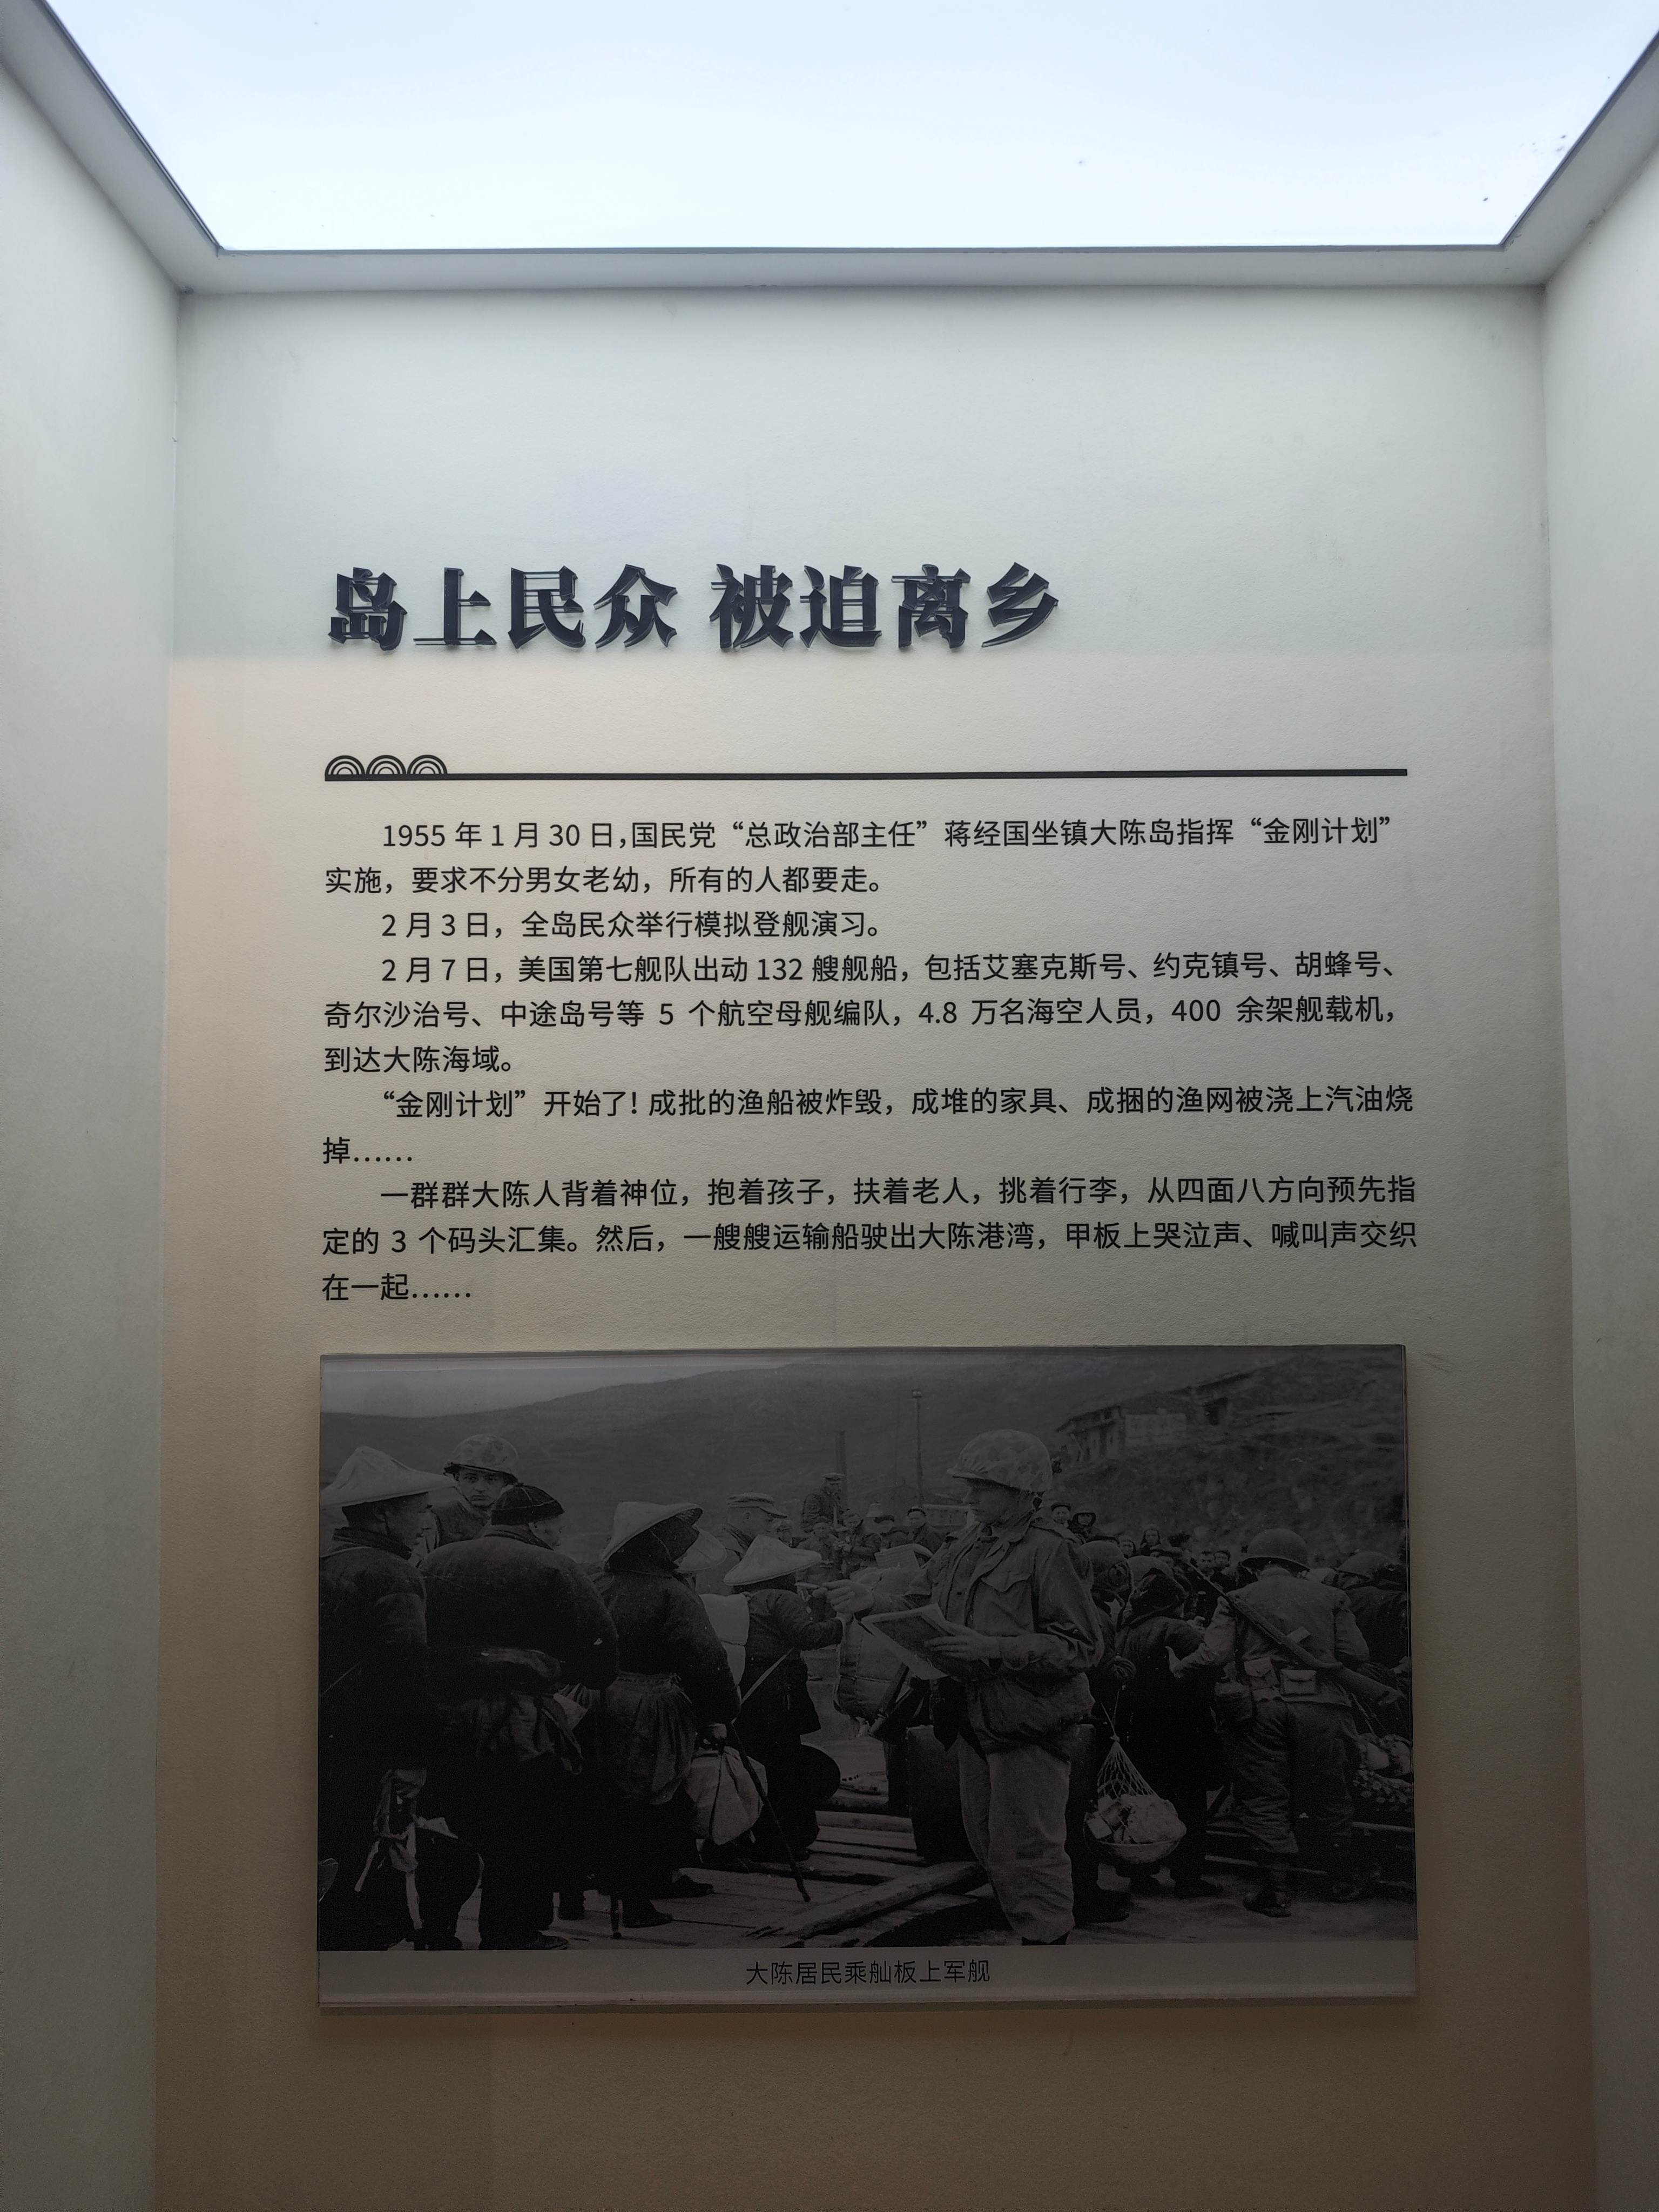 岛上民众 被迫离乡
1955 年 1 月 30 日，国民党“总政治部主任”蒋经国坐镇大陈岛指挥“金刚计划”
实施，要求不分男女老幼，所有的人都要走。
2 月 3 日，全岛民众举行模拟登舰演习。
2 月 7 日，美国第七舰队出动 132 艘舰船，包括艾塞克斯号、约克镇号、胡蜂号、
奇尔沙治号、中途岛号等 5 个航空母舰编队，4.8 万名海空人员，400 余架舰载机，
到达大陈海域。
“金刚计划”开始了！成批的渔船被炸毁，成堆的家具、成捆的渔网被浇上汽油烧
掉……
一群群大陈人背着神位，抱着孩子，扶着老人，挑着行李，从四面八方向预先指
定的 3 个码头汇集。然后，一艘艘运输船驶出大陈港湾，甲板上哭泣声、喊叫声交织
在一起……
大陈居民乘舢板上军舰